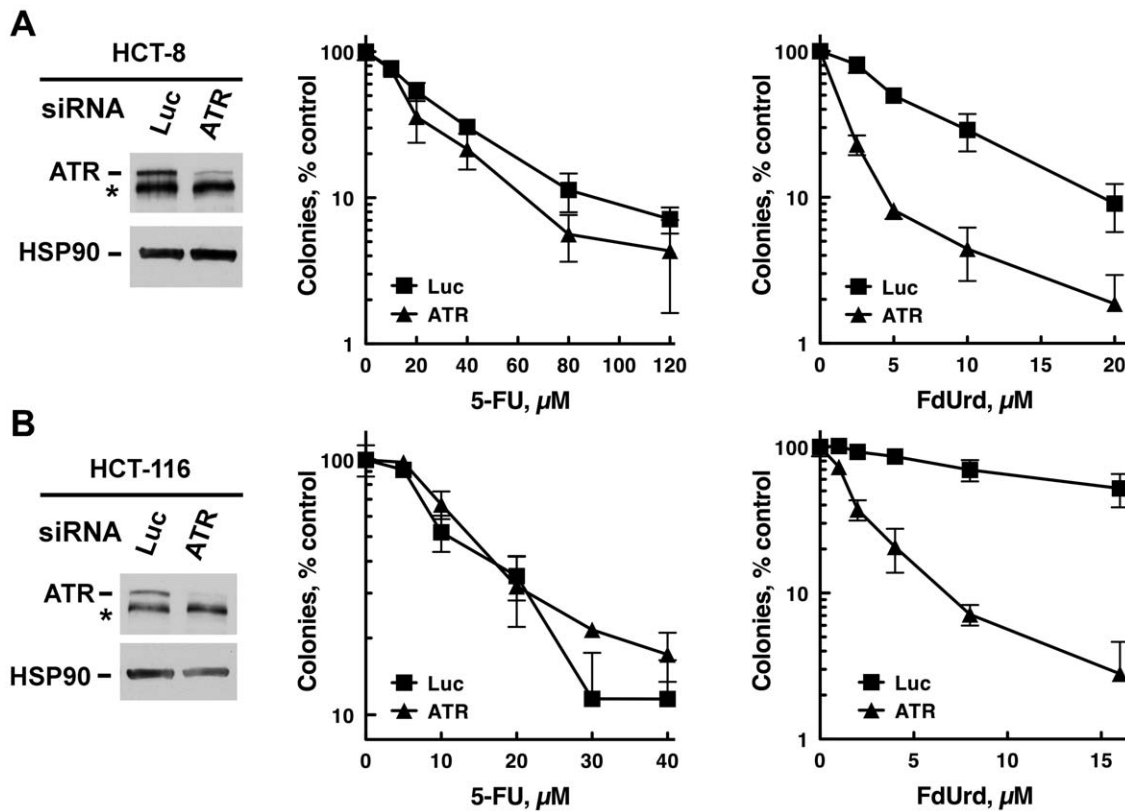 A
HCT-8
siRNA
Luc
ATR
ATR –
*
HSP90 –
Colonies, % control
100
10
1
Luc
ATR
0 20 40 60 80 100 120
5-FU, µM
Colonies, % control
100
10
1
Luc
ATR
0 5 10 15 20
FdUrd, µM
B
HCT-116
siRNA
Luc
ATR
ATR –
*
HSP90 –
Colonies, % control
100
10
Luc
ATR
0 10 20 30 40
5-FU, µM
Colonies, % control
100
10
1
Luc
ATR
0 5 10 15
FdUrd, µM